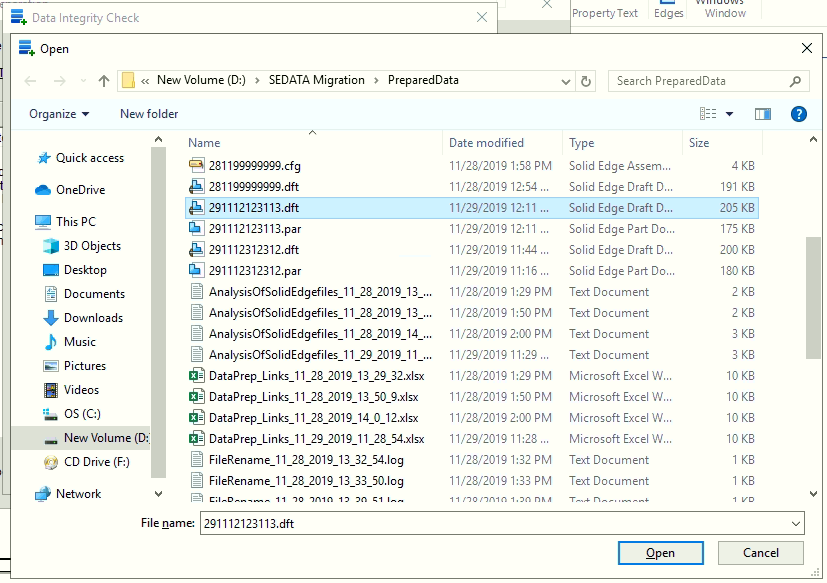 Data Integrity Check
Property Text
Edges
Windows
Window
Open
« New Volume (D:) > SEDATA Migration > PreparedData
Search PreparedData
Organize
New folder
Name Date modified Type Size
Quick access
OneDrive
This PC
3D Objects
Desktop
Documents
Downloads
Music
Pictures
Videos
OS (C:)
New Volume (D:
CD Drive (F:)
Network
281199999999.cfg 11/28/2019 1:58 PM Solid Edge Assem... 4 KB
281199999999.dft 11/28/2019 12:54 ... Solid Edge Draft D... 191 KB
291112123113.dft 11/29/2019 12:11 ... Solid Edge Draft D... 205 KB
291112123113.par 11/29/2019 12:11 ... Solid Edge Part Do... 175 KB
291112312312.dft 11/29/2019 11:44 ... Solid Edge Draft D... 200 KB
291112312312.par 11/29/2019 11:16 ... Solid Edge Part Do... 180 KB
AnalysisOfSolidEdgefiles_11_28_2019_13_... 11/28/2019 1:29 PM Text Document 2 KB
AnalysisOfSolidEdgefiles_11_28_2019_13_... 11/28/2019 1:50 PM Text Document 2 KB
AnalysisOfSolidEdgefiles_11_28_2019_14_... 11/28/2019 2:00 PM Text Document 3 KB
AnalysisOfSolidEdgefiles_11_29_2019_11_... 11/29/2019 11:29 ... Text Document 3 KB
DataPrep_Links_11_28_2019_13_29_32.xlsx 11/28/2019 1:29 PM Microsoft Excel W... 10 KB
DataPrep_Links_11_28_2019_13_50_9.xlsx 11/28/2019 1:50 PM Microsoft Excel W... 10 KB
DataPrep_Links_11_28_2019_14_0_12.xlsx 11/28/2019 2:00 PM Microsoft Excel W... 10 KB
DataPrep_Links_11_29_2019_11_28_54.xlsx 11/29/2019 11:28 ... Microsoft Excel W... 10 KB
FileRename_11_28_2019_13_32_54.log 11/28/2019 1:32 PM Text Document 1 KB
FileRename_11_28_2019_13_33_50.log 11/28/2019 1:33 PM Text Document 1 KB
FileRename_11_28_2019_13_39_51.log 11/28/2019 1:39 PM Text Document 1 KB
File name: 291112123113.dft
Open
Cancel